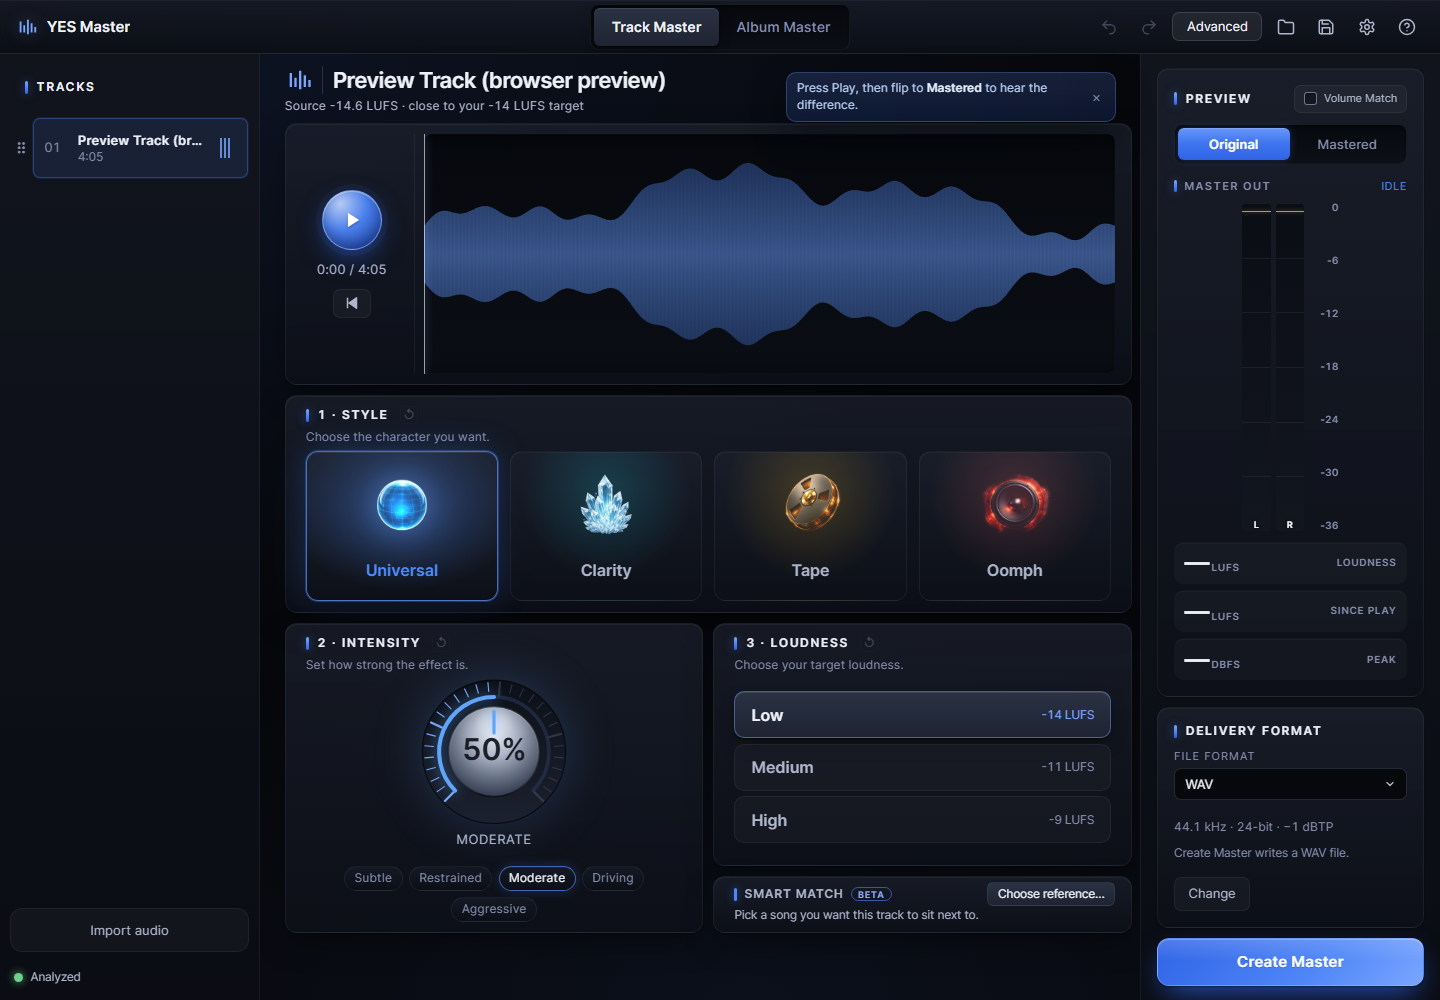 YES Master
Track Master
Album Master
Advanced
TRACKS
01
Preview Track (br...
4:05
Import audio
Analyzed
Preview Track (browser preview)
Source -14.6 LUFS · close to your -14 LUFS target
Press Play, then flip to Mastered to hear the
difference.
×
0:00 / 4:05
1 · STYLE
Choose the character you want.
Universal
Clarity
Tape
Oomph
2 · INTENSITY
Set how strong the effect is.
50%
MODERATE
Subtle
Restrained
Moderate
Driving
Aggressive
3 · LOUDNESS
Choose your target loudness.
Low
-14 LUFS
Medium
-11 LUFS
High
-9 LUFS
SMART MATCH
BETA
Choose reference...
Pick a song you want this track to sit next to.
PREVIEW
Volume Match
Original
Mastered
MASTER OUT
IDLE
0
-6
-12
-18
-24
-30
-36
L
R
— LUFS
LOUDNESS
— LUFS
SINCE PLAY
— DBFS
PEAK
DELIVERY FORMAT
FILE FORMAT
WAV
44.1 kHz · 24-bit · −1 dBTP
Create Master writes a WAV file.
Change
Create Master